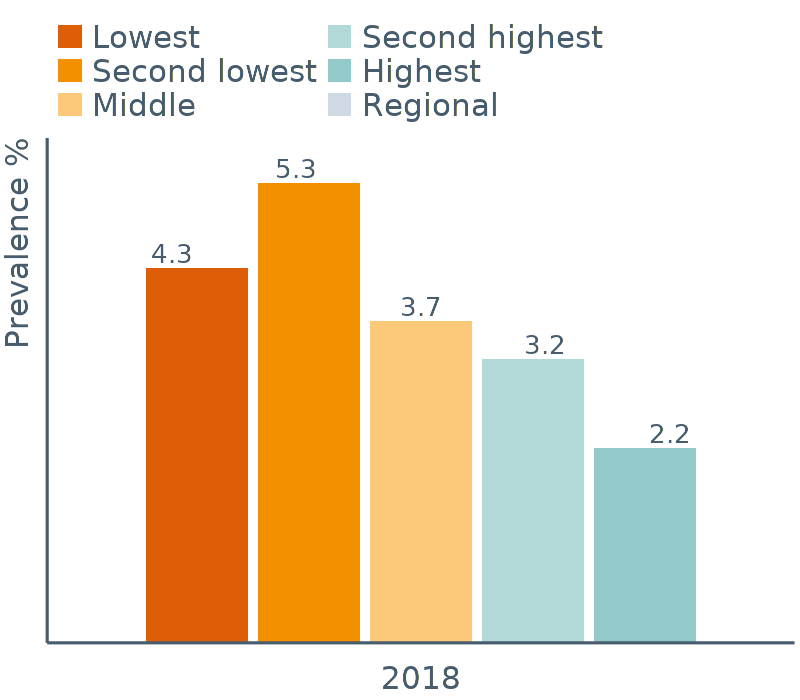 Lowest
Second lowest
Middle
Second highest
Highest
Regional
Prevalence %
5.3
4.3
3.7
3.2
2.2
2018